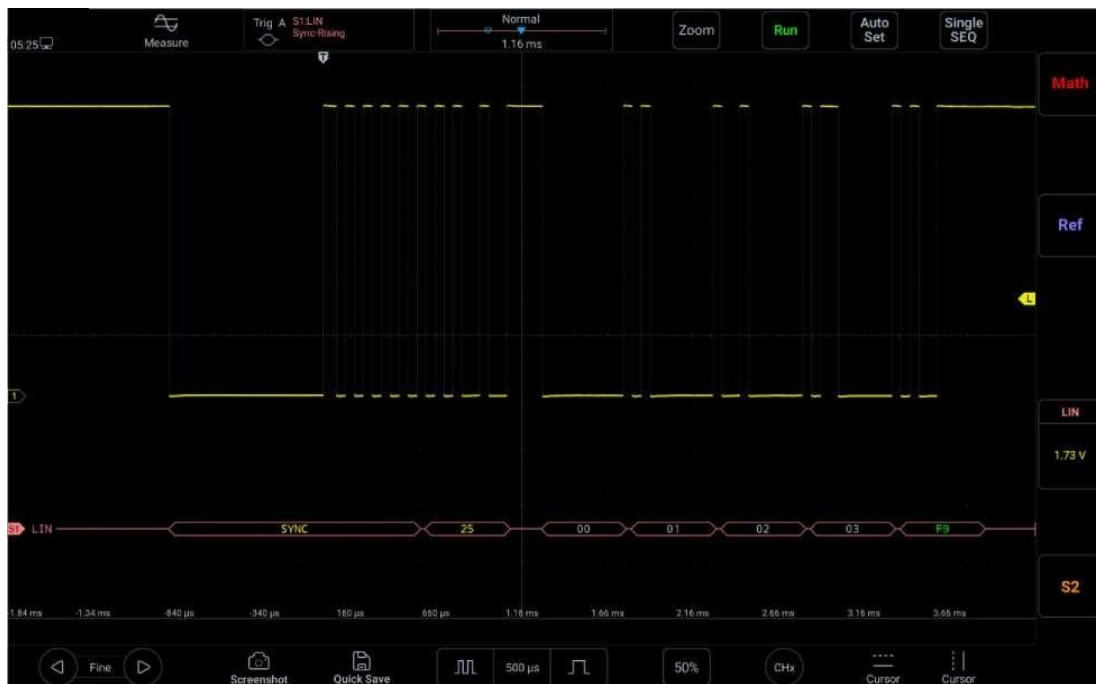 05:25
Measure
Trig A S1:LIN
Sync-Rising
Normal
1.16 ms
Zoom
Run
Auto
Set
Single
SEQ
T
Math
Ref
L
1
LIN
1.73 V
S1 LIN SYNC 25 00 01 02 03 F9
S2
-1.84 ms -1.34 ms -840 µs -340 µs 160 µs 660 µs 1.16 ms 1.66 ms 2.16 ms 2.66 ms 3.16 ms 3.66 ms
Fine
Screenshot
Quick Save
500 µs
50%
CHx
Cursor
Cursor